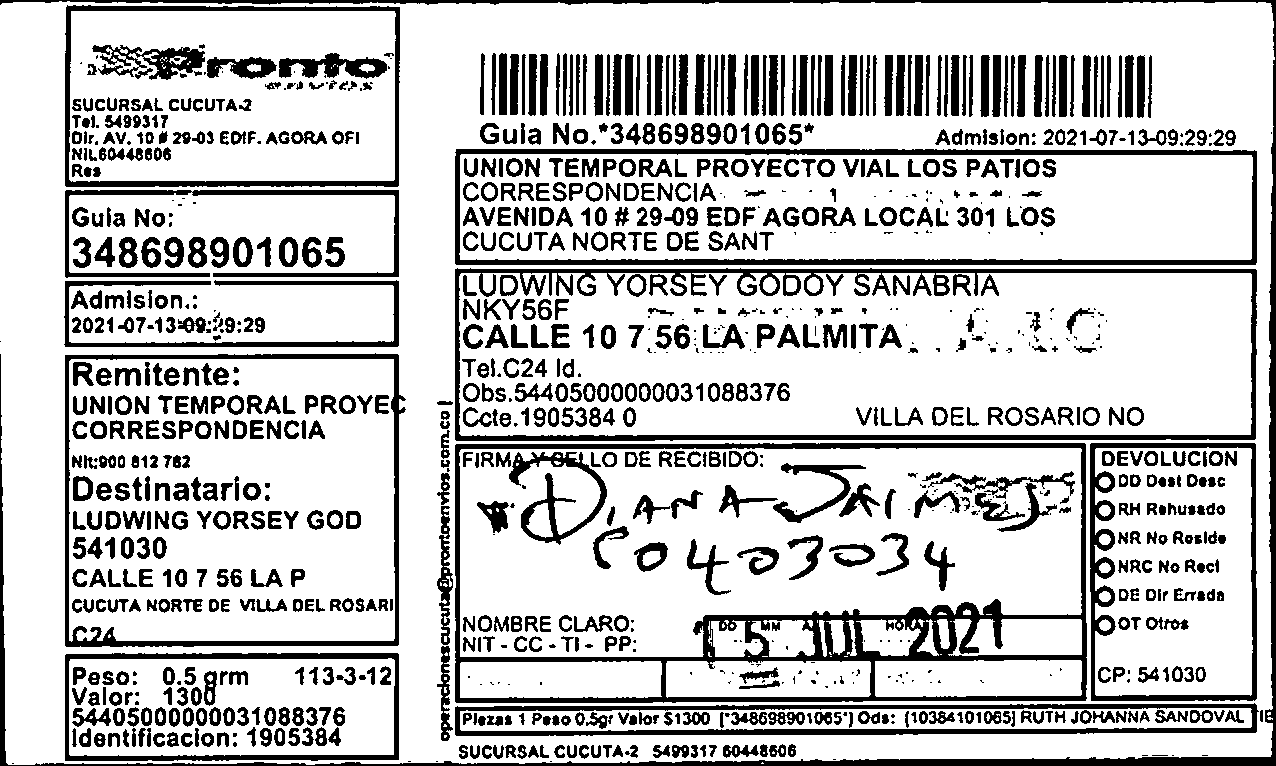 Pronto
envios
SUCURSAL CUCUTA-2
Tel. 5499317
Dir. AV. 10 # 29-03 EDIF. AGORA OFI
Nit.60448606
Res
Guia No:
348698901065
Admision.:
2021-07-13-09:29:29
Remitente:
UNION TEMPORAL PROYEC
CORRESPONDENCIA
Nit:900 812 782
Destinatario:
LUDWING YORSEY GOD
541030
CALLE 10 7 56 LA P
CUCUTA NORTE DE VILLA DEL ROSARI
C24
Peso: 0.5 grm 113-3-12
Valor: 1300
54405000000031088376
Identificacion: 1905384
operacionescucuta@prontoenvios.com.co
Guia No.*348698901065* Admision: 2021-07-13-09:29:29
UNION TEMPORAL PROYECTO VIAL LOS PATIOS
CORRESPONDENCIA
AVENIDA 10 # 29-09 EDF AGORA LOCAL 301 LOS
CUCUTA NORTE DE SANT
LUDWING YORSEY GODOY SANABRIA
NKY56F
CALLE 10 7 56 LA PALMITA
Tel.C24 Id.
Obs.54405000000031088376
Ccte.1905384 0 VILLA DEL ROSARIO NO
FIRMA Y SELLO DE RECIBIDO:
DIANA JAIMES
60403034
NOMBRE CLARO:
NIT - CC - TI - PP:
DD MM A HORA
15 JUL 2021
DEVOLUCION
DD Dest Desc
RH Rehusado
NR No Reside
NRC No Recl
DE Dir Errada
OT Otros
CP: 541030
Piezas 1 Peso 0.5gr Valor $1300 ["348698901065"] Ods: [10384101065] RUTH JOHANNA SANDOVAL
SUCURSAL CUCUTA-2 5499317 60448606